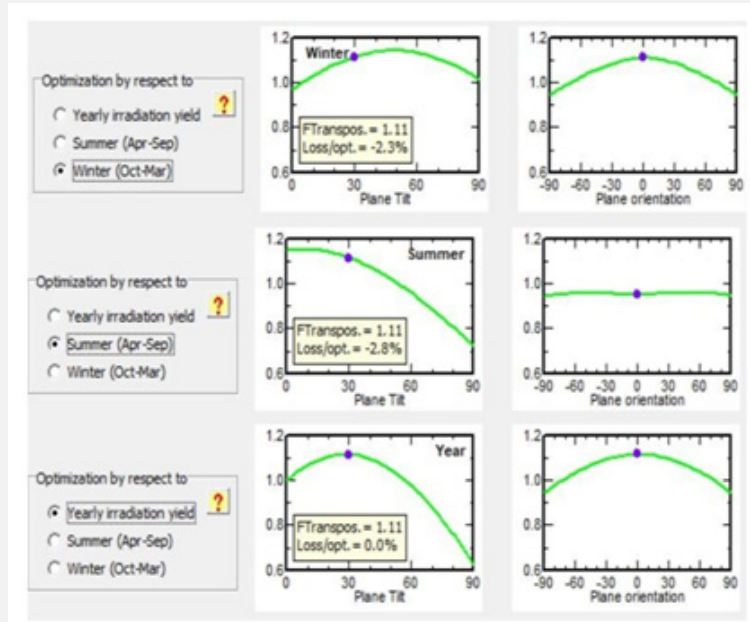 Optimization by respect to
?
Yearly irradiation yield
Summer (Apr-Sep)
Winter (Oct-Mar)
1.2
1.0
0.8
0.6
Winter
FTranspos. = 1.11
Loss/opt. = -2.3%
0 30 60 90
Plane Tilt
1.2
1.0
0.8
0.6
-90 -60 -30 0 30 60 90
Plane orientation
Optimization by respect to
?
Yearly irradiation yield
Summer (Apr-Sep)
Winter (Oct-Mar)
1.2
1.0
0.8
0.6
Summer
FTranspos. = 1.11
Loss/opt. = -2.8%
0 30 60 90
Plane Tilt
1.2
1.0
0.8
0.6
-90 -60 -30 0 30 60 90
Plane orientation
Optimization by respect to
?
Yearly irradiation yield
Summer (Apr-Sep)
Winter (Oct-Mar)
1.2
1.0
0.8
0.6
Year
FTranspos. = 1.11
Loss/opt. = 0.0%
0 30 60 90
Plane Tilt
1.2
1.0
0.8
0.6
-90 -60 -30 0 30 60 90
Plane orientation